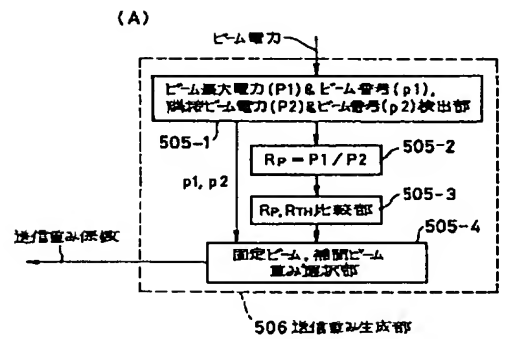 (A)
ビーム電力
ビーム最大電力(P1)&ビーム番号(p1),
隣接ビーム電力(P2)&ビーム番号(p2)検出部
505-1
RP=P1/P2
505-2
p1, p2
505-3
RP,RTH比較部
505-4
送信重み係数
固定ビーム,補間ビーム
重み選択部
506 送信重み生成部